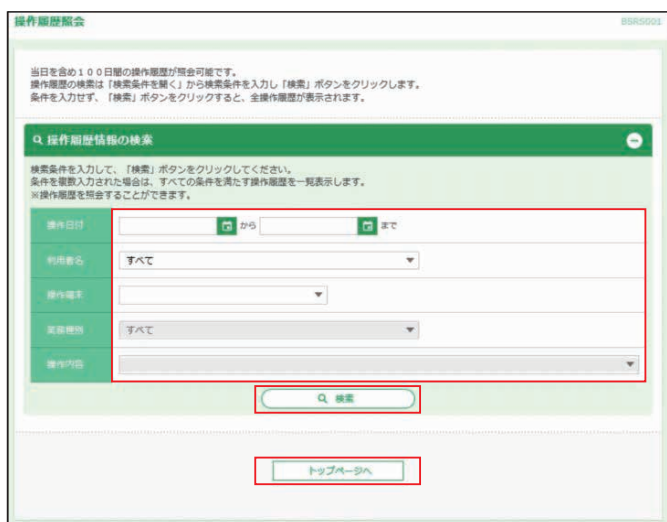 操作履歴照会
BSRS001
当日を含め１００日間の操作履歴が照会可能です。
操作履歴の検索は「検索条件を開く」から検索条件を入力し「検索」ボタンをクリックします。
条件を入力せず、「検索」ボタンをクリックすると、全操作履歴が表示されます。
操作履歴情報の検索
検索条件を入力して、「検索」ボタンをクリックしてください。
条件を複数入力された場合は、すべての条件を満たす操作履歴を一覧表示します。
※操作履歴を照会することができます。
操作日付 から まで
利用者名 すべて
操作端末
業務種別 すべて
操作内容
検索
トップページへ